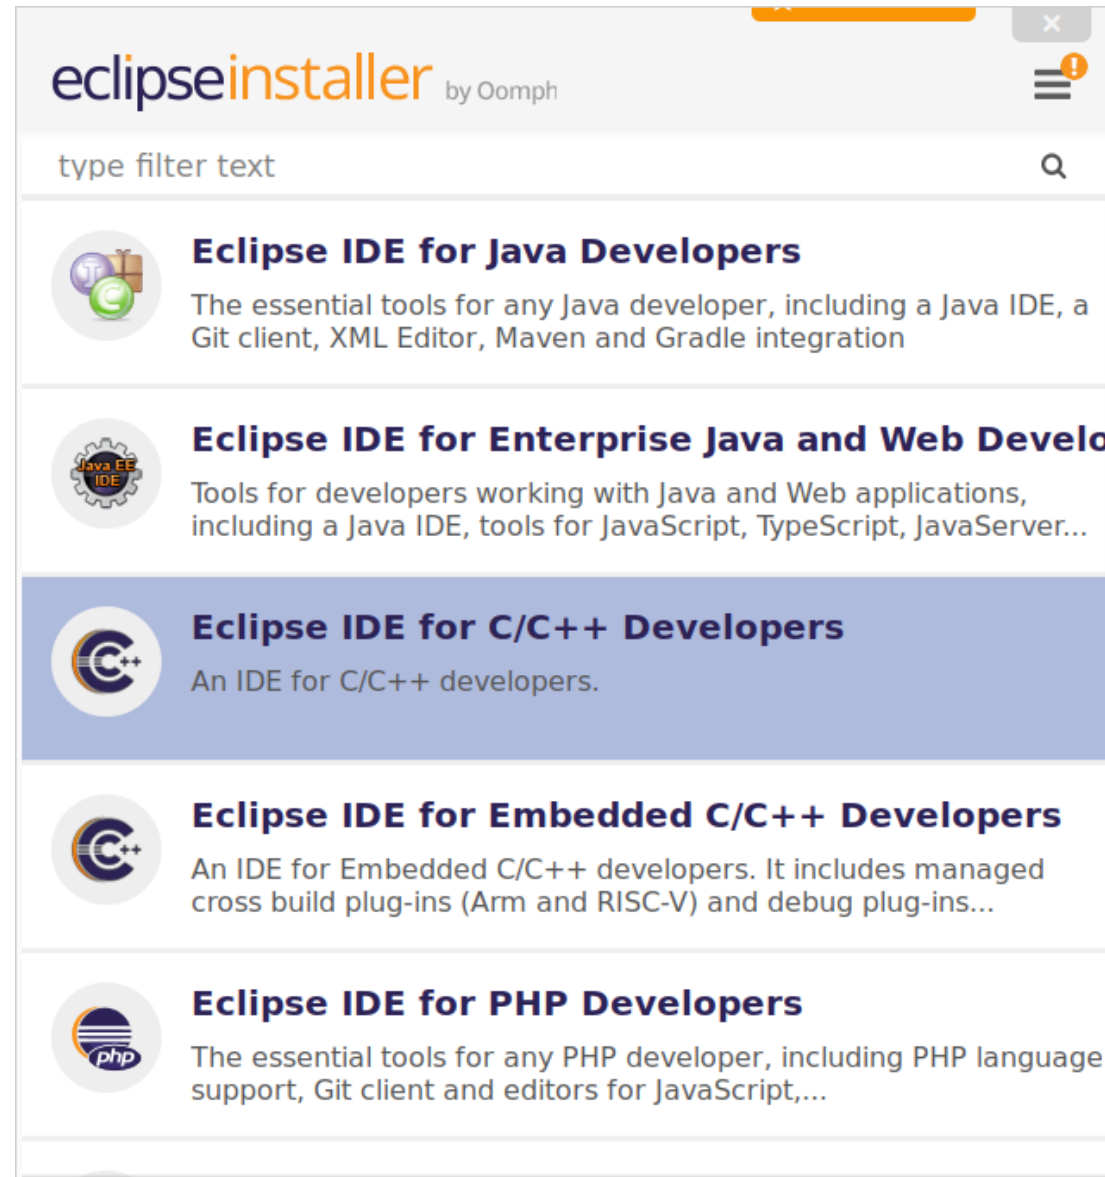 eclipseinstaller by Oomph
type filter text
Eclipse IDE for Java Developers
The essential tools for any Java developer, including a Java IDE, a
Git client, XML Editor, Maven and Gradle integration
Eclipse IDE for Enterprise Java and Web Develo
Java EE
IDE
Tools for developers working with Java and Web applications,
including a Java IDE, tools for JavaScript, TypeScript, JavaServer...
Eclipse IDE for C/C++ Developers
C++
An IDE for C/C++ developers.
Eclipse IDE for Embedded C/C++ Developers
C++
An IDE for Embedded C/C++ developers. It includes managed
cross build plug-ins (Arm and RISC-V) and debug plug-ins...
Eclipse IDE for PHP Developers
php
The essential tools for any PHP developer, including PHP language
support, Git client and editors for JavaScript,...